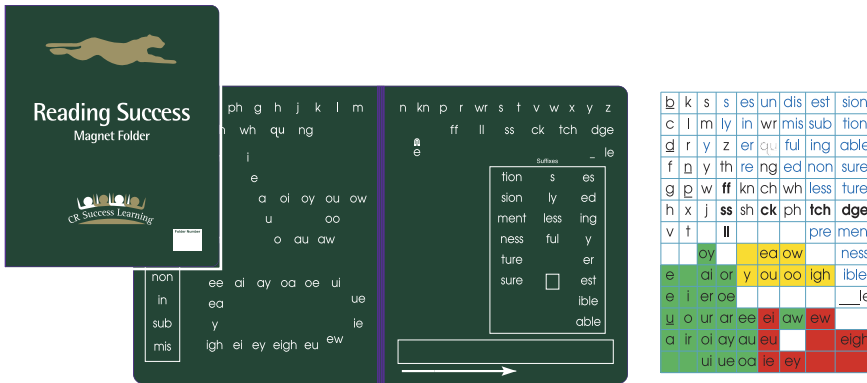 Reading Success
Magnet Folder
CR Success Learning
Folder Number
ph g h j k l m
wh qu ng
i
e
a oi oy ou ow
u oo
o au aw
non
in
sub
mis
ee ai ay oa oe ui
ea ue
y ie
igh ei ey eigh eu ew
n kn p r wr s t v w x y z
ff ll ss ck tch dge
e _ le
Suffixes
tion s es
sion ly ed
ment less ing
ness ful y
ture er
sure est
ible
able
b k s s es un dis est sion
c l m ly in wr mis sub tion
d r y z er qu ful ing able
f n y th re ng ed non sure
g p w ff kn ch wh less ture
h x j ss sh ck ph tch dge
v t ll pre men
oy ea ow ness
e ai or y ou oo igh ible
e i er oe __le
u o ur ar ee ei aw ew
a ir oi ay au eu eigh
ui ue oa ie ey